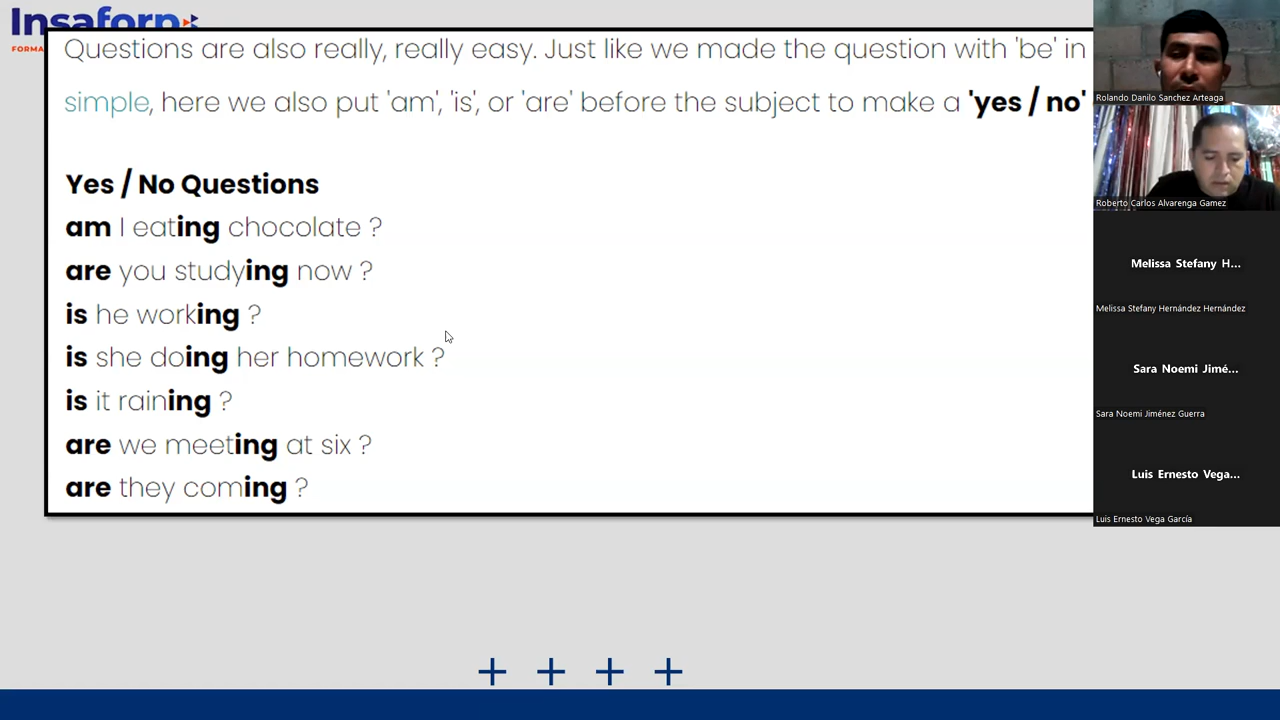 Insaforp
FORMA
Questions are also really, really easy. Just like we made the question with 'be' in
simple, here we also put 'am', 'is', or 'are' before the subject to make a 'yes / no'
Yes / No Questions
am I eating chocolate ?
are you studying now ?
is he working ?
is she doing her homework ?
is it raining ?
are we meeting at six ?
are they coming ?
Rolando Danilo Sanchez Arteaga
Roberto Carlos Alvarenga Gamez
Melissa Stefany H...
Melissa Stefany Hernández Hernández
Sara Noemi Jimé...
Sara Noemi Jiménez Guerra
Luis Ernesto Vega...
Luis Ernesto Vega García